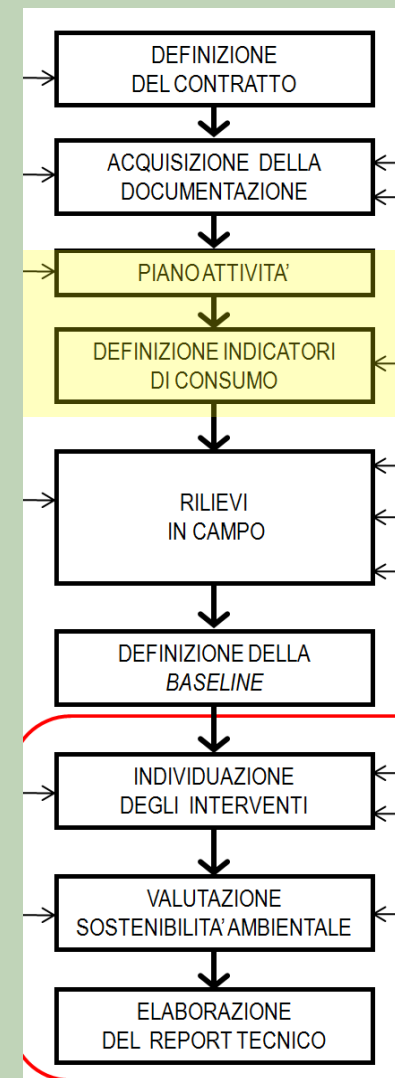 DEFINIZIONE
DEL CONTRATTO
ACQUISIZIONE DELLA
DOCUMENTAZIONE
PIANO ATTIVITA'
DEFINIZIONE INDICATORI
DI CONSUMO
RILIEVI
IN CAMPO
DEFINIZIONE DELLA
BASELINE
INDIVIDUAZIONE
DEGLI INTERVENTI
VALUTAZIONE
SOSTENIBILITA' AMBIENTALE
ELABORAZIONE
DEL REPORT TECNICO